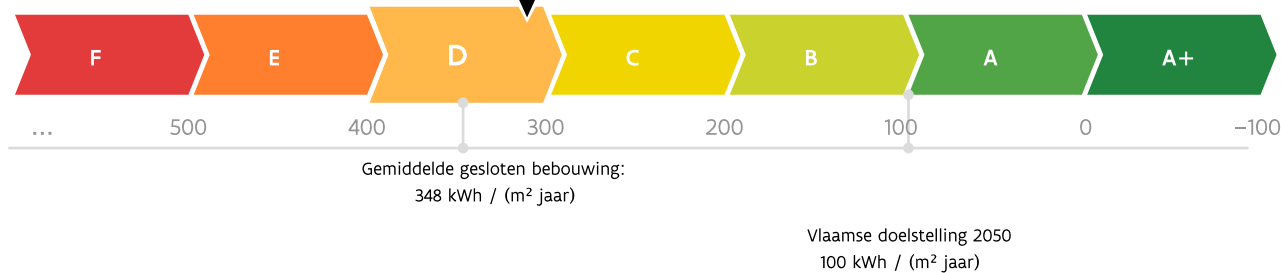 F E D C B A A+
... 500 400 300 200 100 0 −100
Gemiddelde gesloten bebouwing:
348 kWh / (m² jaar)
Vlaamse doelstelling 2050
100 kWh / (m² jaar)